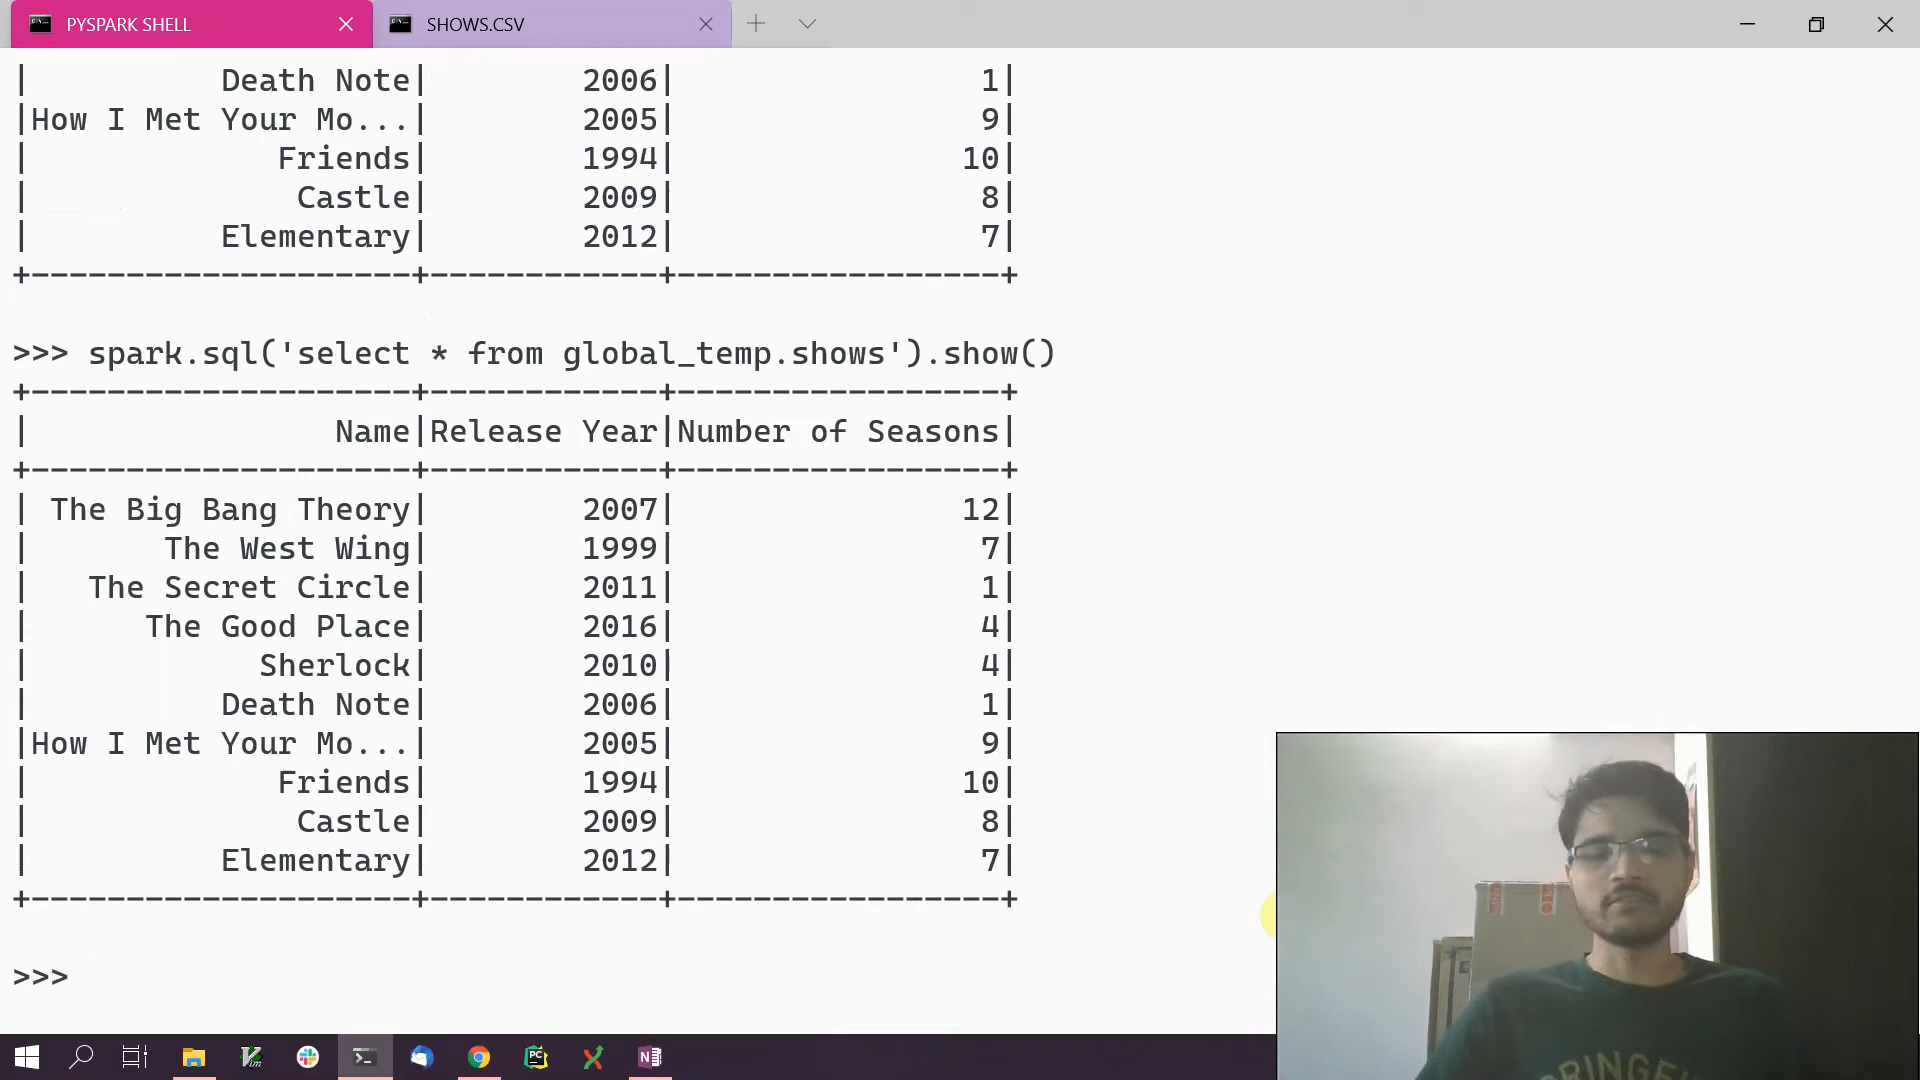 PYSPARK SHELL
SHOWS.CSV
|           Death Note|        2006|                1|
|How I Met Your Mo...|        2005|                9|
|              Friends|        1994|               10|
|               Castle|        2009|                8|
|           Elementary|        2012|                7|
+--------------------+------------+-----------------+
>>> spark.sql('select * from global_temp.shows').show()
+--------------------+------------+-----------------+
|                Name|Release Year|Number of Seasons|
+--------------------+------------+-----------------+
| The Big Bang Theory|        2007|               12|
|       The West Wing|        1999|                7|
|   The Secret Circle|        2011|                1|
|      The Good Place|        2016|                4|
|            Sherlock|        2010|                4|
|          Death Note|        2006|                1|
|How I Met Your Mo...|        2005|                9|
|             Friends|        1994|               10|
|              Castle|        2009|                8|
|          Elementary|        2012|                7|
+--------------------+------------+-----------------+
>>>